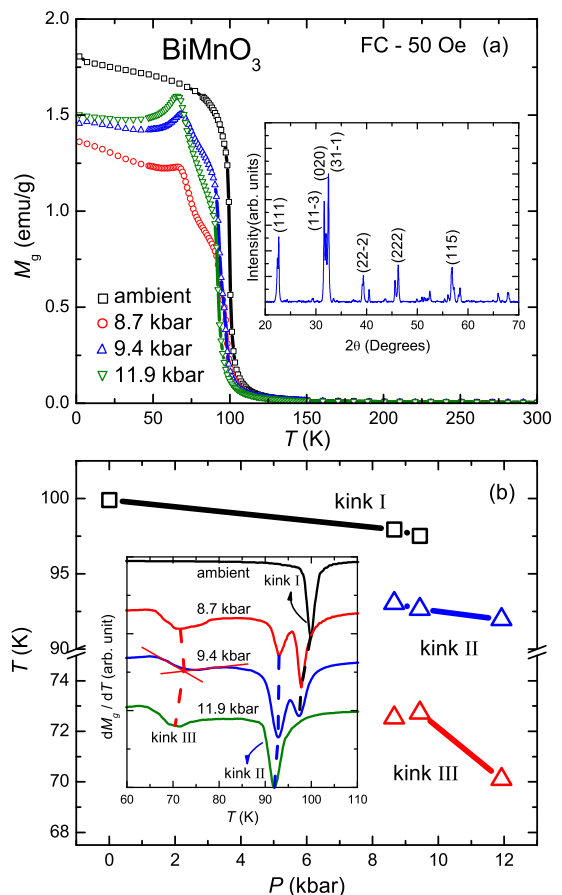 BiMnO3
FC - 50 Oe (a)
2.0
1.5
1.0
0.5
0.0
Mg (emu/g)
ambient
8.7 kbar
9.4 kbar
11.9 kbar
Intensity(arb. units)
(111)
(11-3)
(020)
(31-1)
(22-2)
(222)
(115)
20 30 40 50 60 70
2θ (Degrees)
0 50 100 150 200 250 300
T (K)
(b)
100
95
90
74
72
70
68
T (K)
kink I
kink II
kink III
ambient
kink I
8.7 kbar
9.4 kbar
11.9 kbar
kink III
kink II
dMg / dT (arb. unit)
60 70 80 90 100 110
T (K)
0 2 4 6 8 10 12
P (kbar)